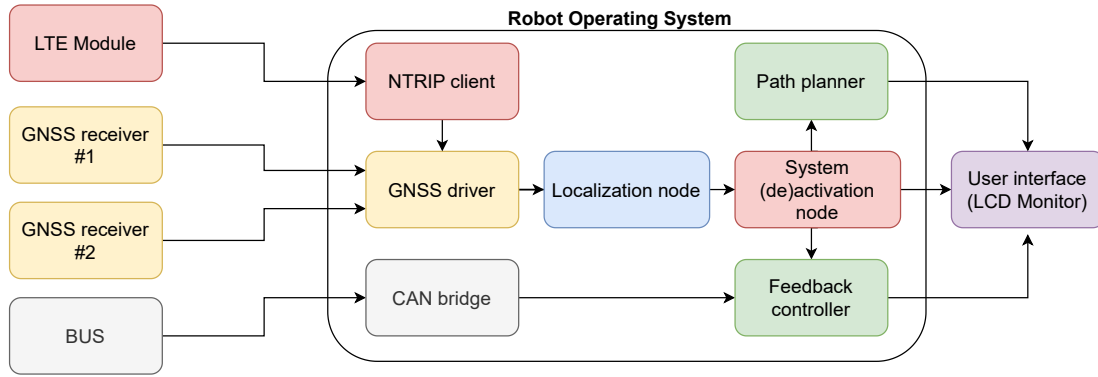 Robot Operating System
LTE Module
NTRIP client
Path planner
GNSS receiver
#1
GNSS driver
Localization node
System
(de)activation
node
User interface
(LCD Monitor)
GNSS receiver
#2
BUS
CAN bridge
Feedback
controller